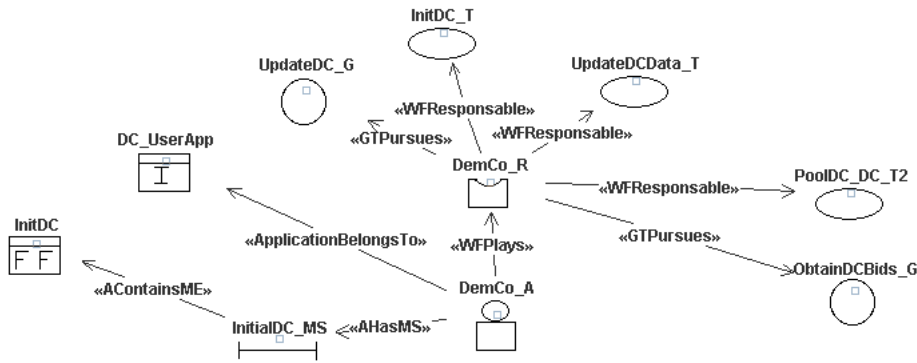 InitDC_T
UpdateDC_G
UpdateDCData_T
«WFResponsable»
«WFResponsable»
«GTPursues»
DC_UserApp
I
DemCo_R
PoolDC_DC_T2
«WFResponsable»
InitDC
F F
«ApplicationBelongsTo»
«WFPlays»
«GTPursues»
ObtainDCBids_G
«AContainsME»
DemCo_A
InitialDC_MS
«AHasMS»